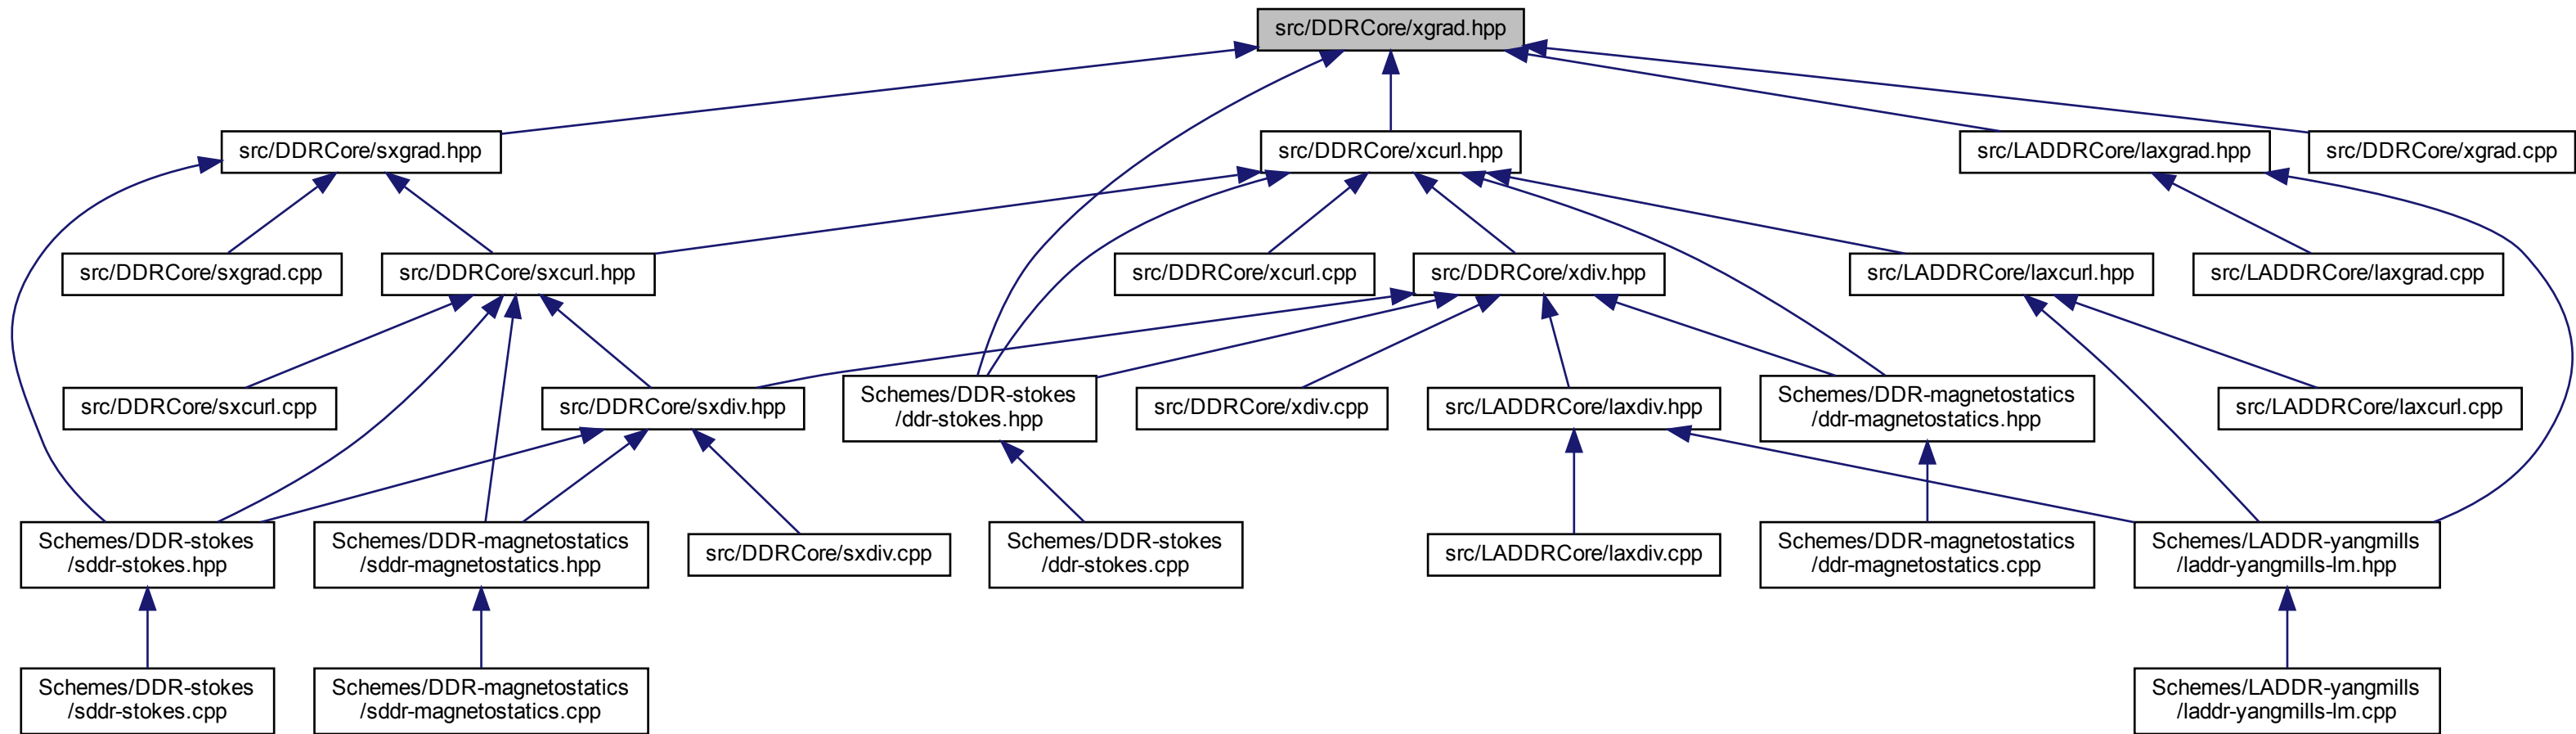 src/DDRCore/xgrad.hpp
src/DDRCore/sxgrad.hpp
src/DDRCore/xcurl.hpp
src/LADDRCore/laxgrad.hpp
src/DDRCore/xgrad.cpp
src/DDRCore/sxgrad.cpp
src/DDRCore/sxcurl.hpp
src/DDRCore/xcurl.cpp
src/DDRCore/xdiv.hpp
src/LADDRCore/laxcurl.hpp
src/LADDRCore/laxgrad.cpp
src/DDRCore/sxcurl.cpp
src/DDRCore/sxdiv.hpp
Schemes/DDR-stokes
/ddr-stokes.hpp
src/DDRCore/xdiv.cpp
src/LADDRCore/laxdiv.hpp
Schemes/DDR-magnetostatics
/ddr-magnetostatics.hpp
src/LADDRCore/laxcurl.cpp
Schemes/DDR-stokes
/sddr-stokes.hpp
Schemes/DDR-magnetostatics
/sddr-magnetostatics.hpp
src/DDRCore/sxdiv.cpp
Schemes/DDR-stokes
/ddr-stokes.cpp
src/LADDRCore/laxdiv.cpp
Schemes/DDR-magnetostatics
/ddr-magnetostatics.cpp
Schemes/LADDR-yangmills
/laddr-yangmills-lm.hpp
Schemes/DDR-stokes
/sddr-stokes.cpp
Schemes/DDR-magnetostatics
/sddr-magnetostatics.cpp
Schemes/LADDR-yangmills
/laddr-yangmills-lm.cpp